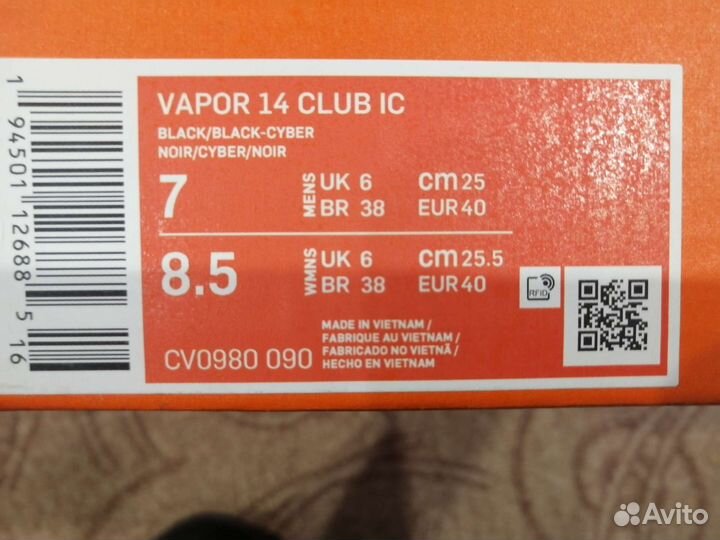 VAPOR 14 CLUB IC
BLACK/BLACK-CYBER
NOIR/CYBER/NOIR
7 MENS UK 6 cm 25
BR 38 EUR 40
8.5 WMNS UK 6 cm 25.5
BR 38 EUR 40
RFID
CV0980 090
MADE IN VIETNAM /
FABRIQUE AU VIETNAM /
FABRICADO NO VIETNÃ /
HECHO EN VIETNAM
1 94501 12688 5 16
Avito